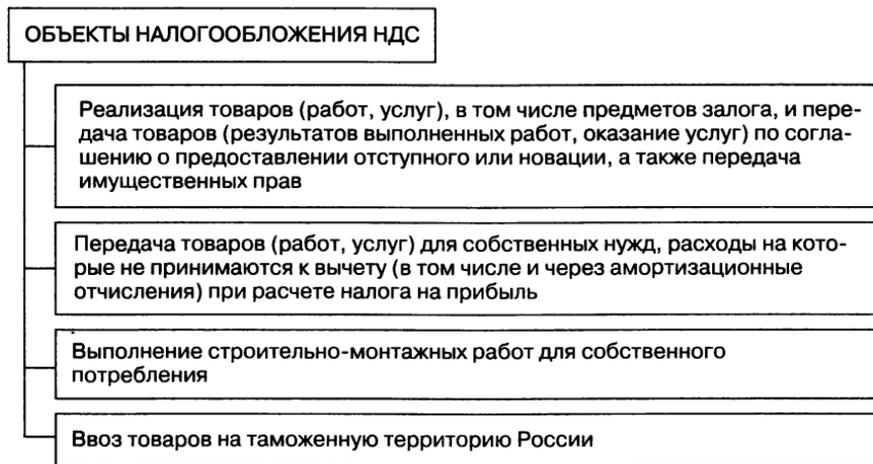 ОБЪЕКТЫ НАЛОГООБЛОЖЕНИЯ НДС
Реализация товаров (работ, услуг), в том числе предметов залога, и пере-
дача товаров (результатов выполненных работ, оказание услуг) по согла-
шению о предоставлении отступного или новации, а также передача
имущественных прав
Передача товаров (работ, услуг) для собственных нужд, расходы на кото-
рые не принимаются к вычету (в том числе и через амортизационные
отчисления) при расчете налога на прибыль
Выполнение строительно-монтажных работ для собственного
потребления
Ввоз товаров на таможенную территорию России